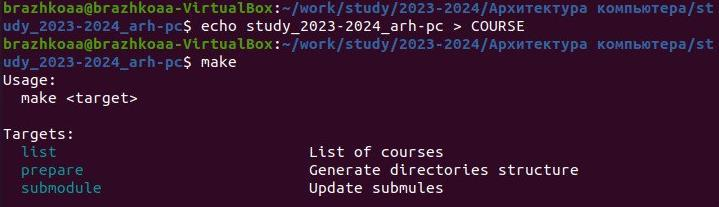 brazhkoaa@brazhkoaa-VirtualBox:~/work/study/2023-2024/Архитектура компьютера/st
udy_2023-2024_arh-pc$ echo study_2023-2024_arh-pc > COURSE
brazhkoaa@brazhkoaa-VirtualBox:~/work/study/2023-2024/Архитектура компьютера/st
udy_2023-2024_arh-pc$ make
Usage:
  make <target>

Targets:
  list                          List of courses
  prepare                       Generate directories structure
  submodule                     Update submules